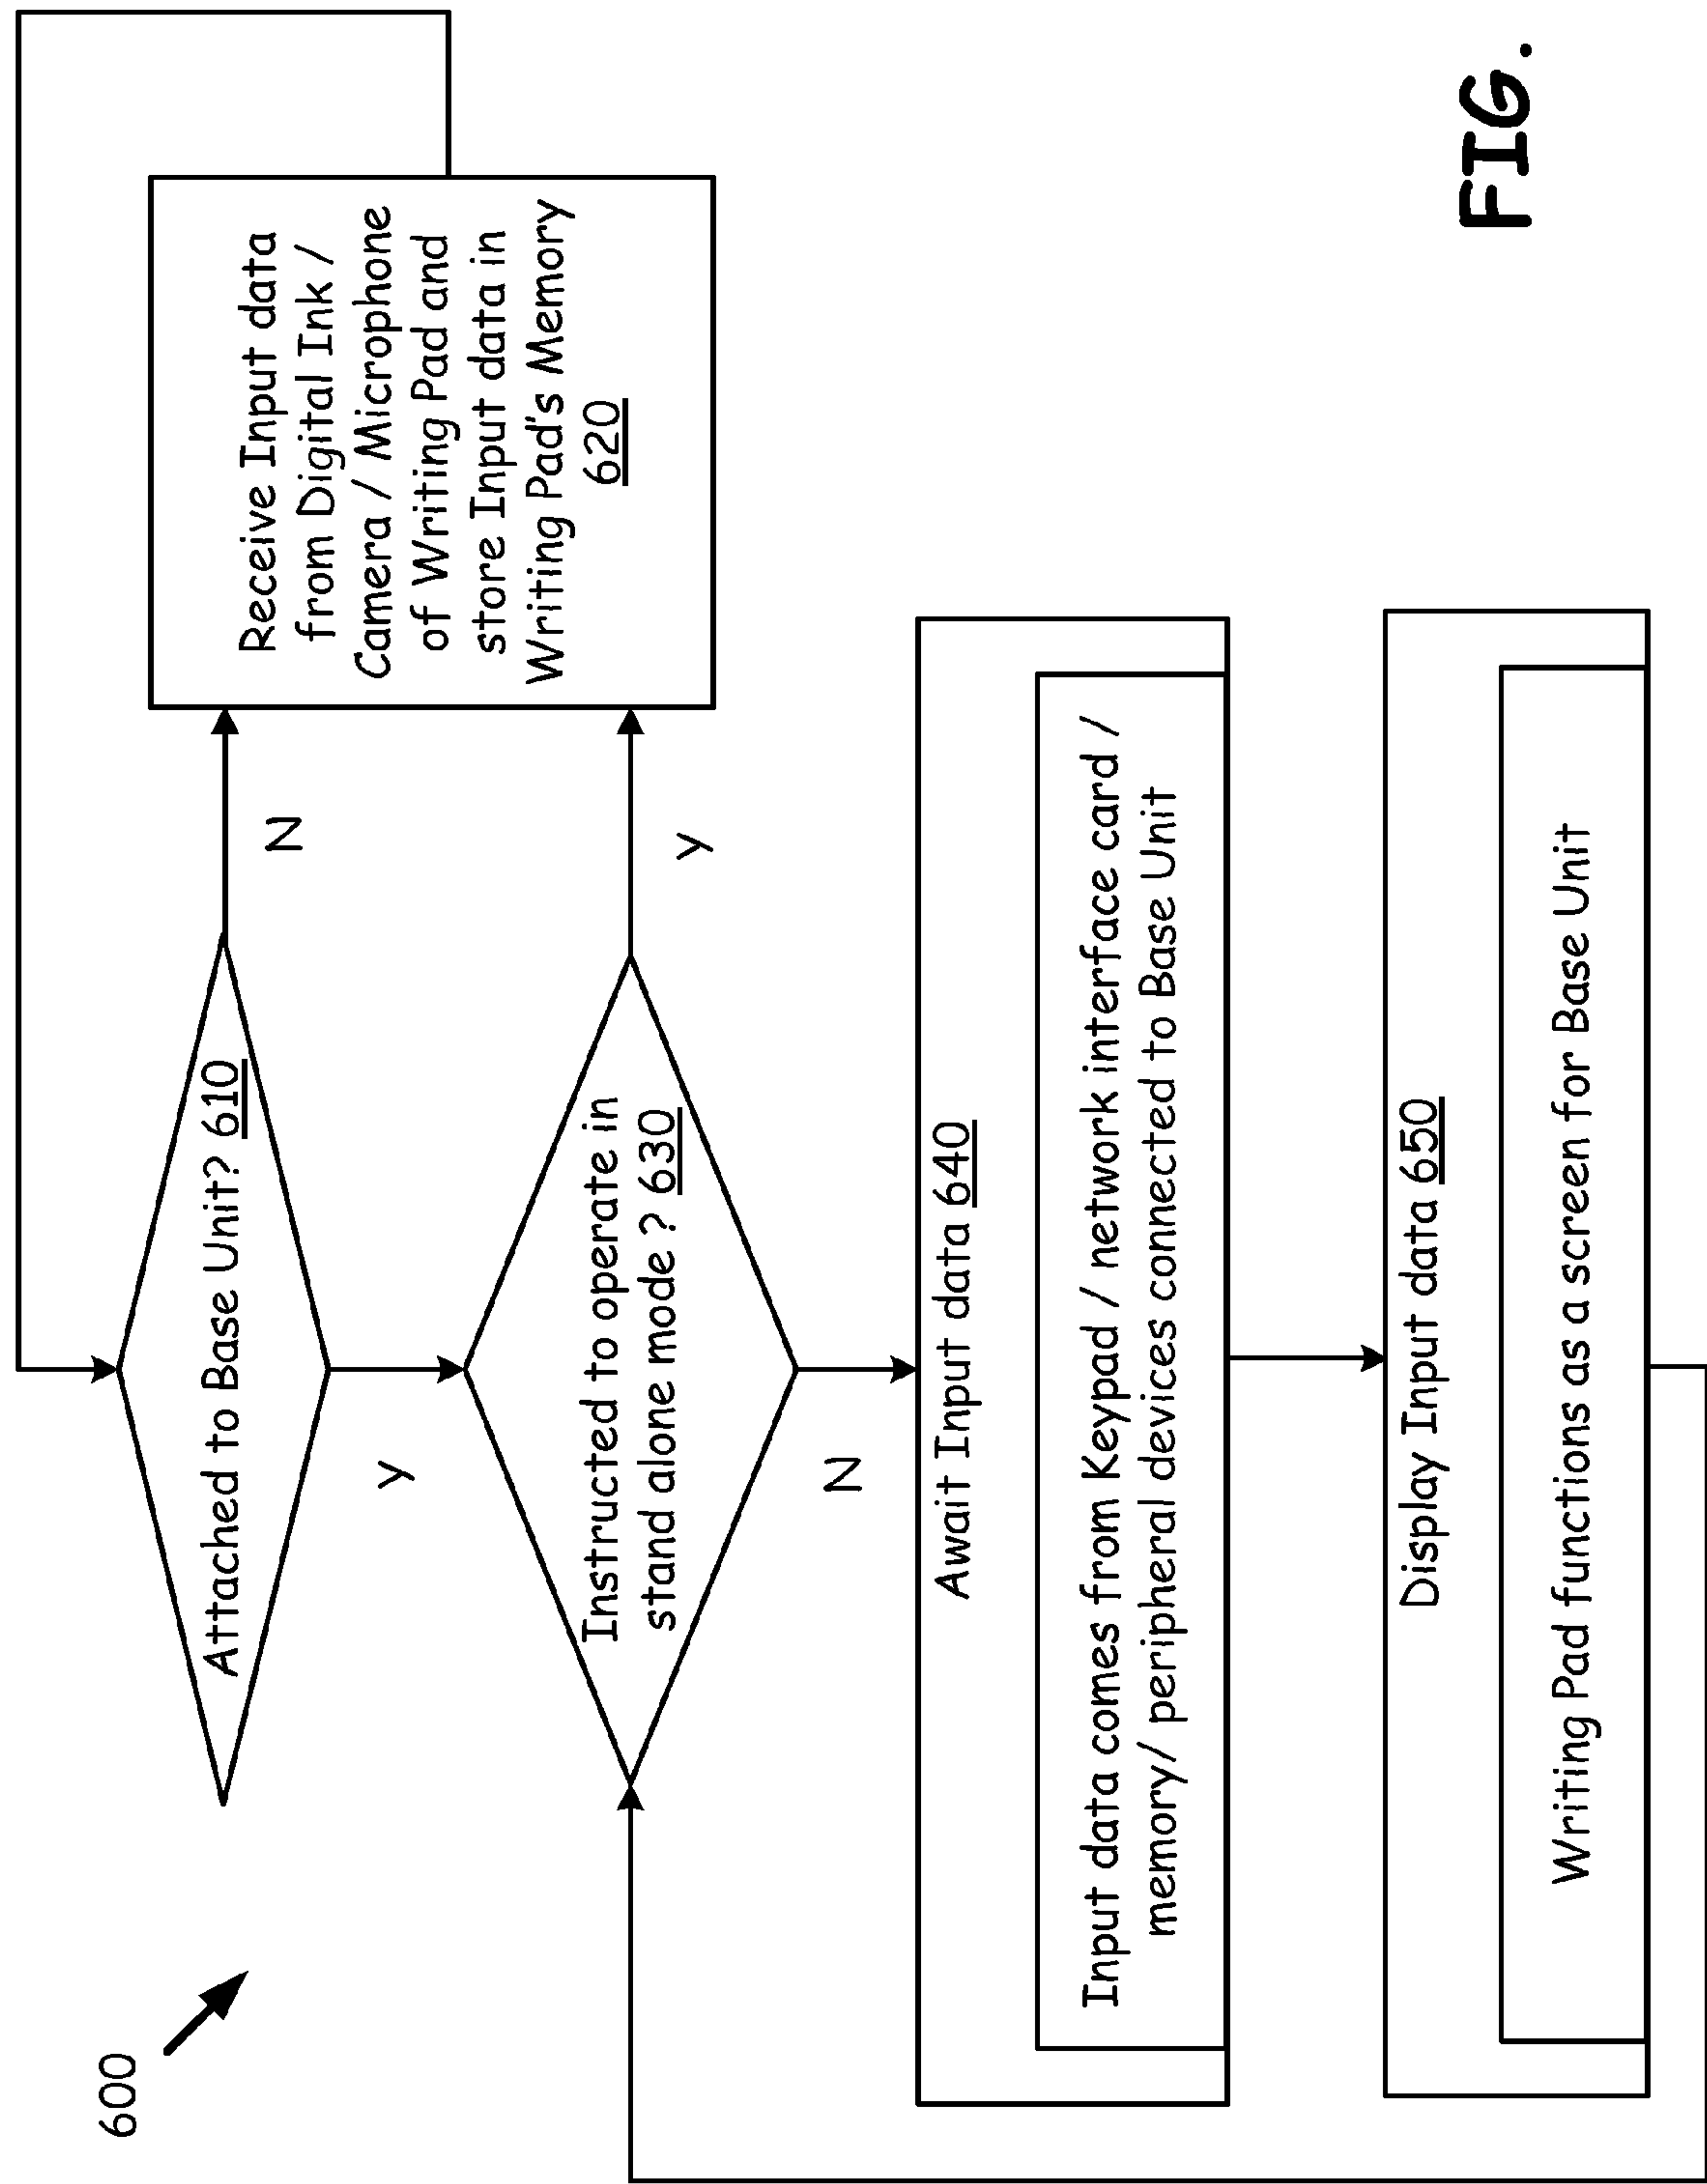 600
Attached to Base Unit? 610
N
y
Receive Input data
from Digital Ink /
Camera / Microphone
of Writing Pad and
store Input data in
Writing Pad's Memory
620
Instructed to operate in
stand alone mode ? 630
y
N
Await Input data 640
Input data comes from Keypad / network interface card /
memory/ peripheral devices connected to Base Unit
Display Input data 650
Writing Pad functions as a screen for Base Unit
FIG.